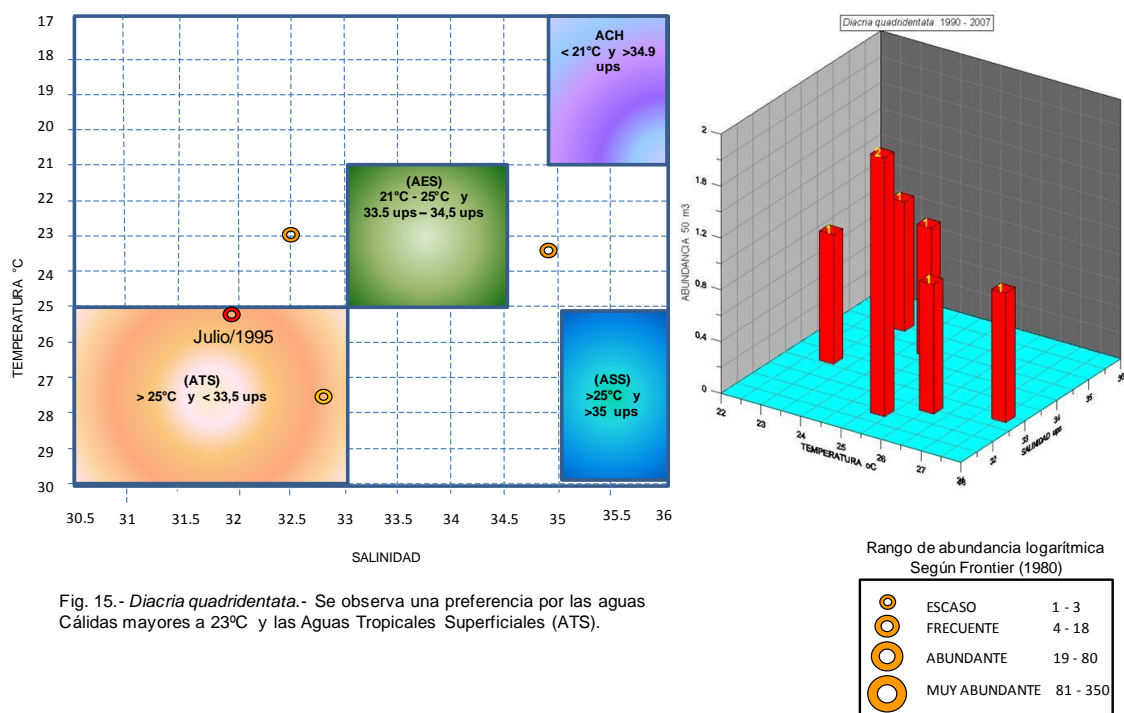 17
18
19
20
21
22
23
24
25
26
27
28
29
30
TEMPERATURA °C
30.5 31 31.5 32 32.5 33 33.5 34 34.5 35 35.5 36
SALINIDAD
ACH
< 21°C y >34.9
ups
(AES)
21°C - 25°C y
33.5 ups – 34,5 ups
Julio/1995
(ATS)
> 25°C y < 33,5 ups
(ASS)
>25°C y
>35 ups
Fig. 15.- Diacria quadridentata.- Se observa una preferencia por las aguas
Cálidas mayores a 23ºC y las Aguas Tropicales Superficiales (ATS).
Diacria quadridentata 1990 - 2007
2
1.6
1.2
0.8
0.4
0
ABUNDANCIA 50 m3
2
1
1
1
1
1
22 23 24 25 26 27
TEMPERATURA oC
32 33 34 35 36
SALINIDAD ups
Rango de abundancia logarítmica
Según Frontier (1980)
ESCASO 1 - 3
FRECUENTE 4 - 18
ABUNDANTE 19 - 80
MUY ABUNDANTE 81 - 350